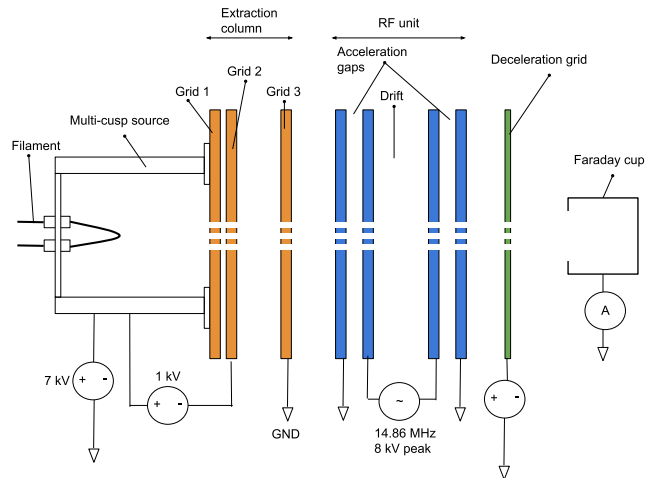 Extraction
column
RF unit
Acceleration
gaps
Deceleration grid
Grid 2
Grid 1
Grid 3
Drift
Multi-cusp source
Filament
Faraday cup
A
7 kV
+ -
1 kV
+ -
~
+ -
GND
14.86 MHz
8 kV peak